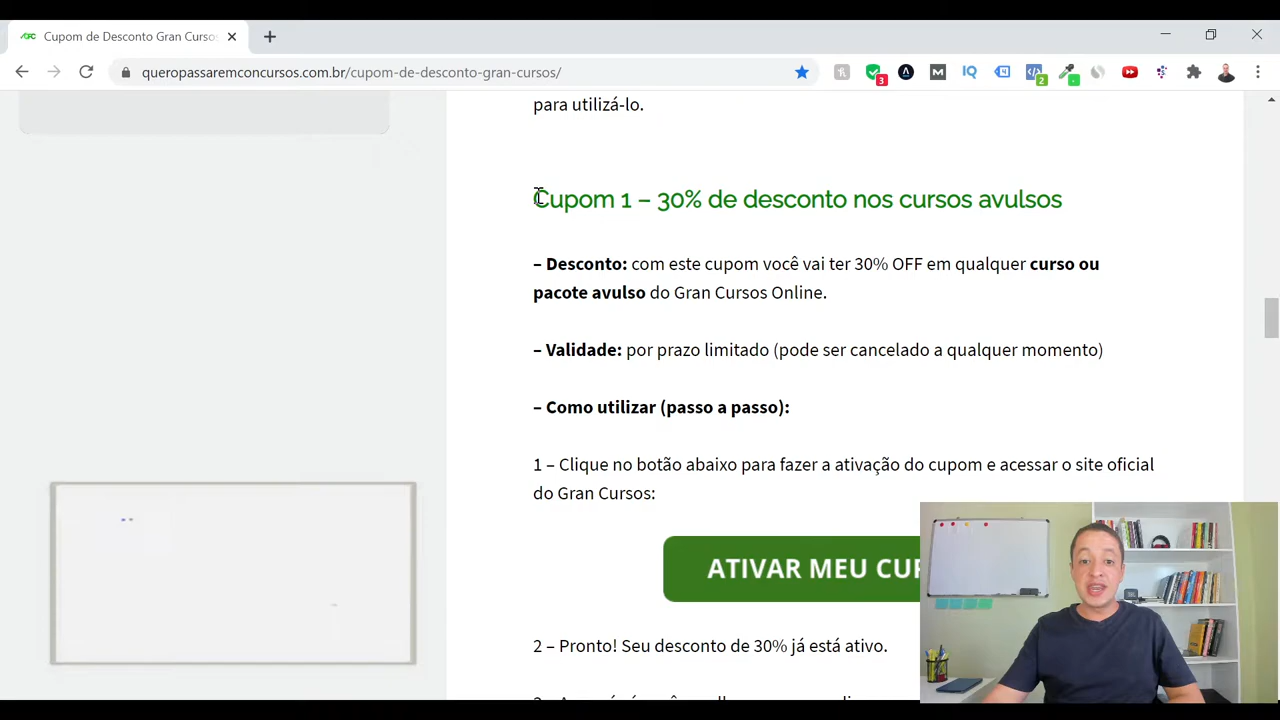 Cupom de Desconto Gran Cursos
queropassaremconcursos.com.br/cupom-de-desconto-gran-cursos/
para utilizá-lo.
Cupom 1 – 30% de desconto nos cursos avulsos
– Desconto: com este cupom você vai ter 30% OFF em qualquer curso ou
pacote avulso do Gran Cursos Online.
– Validade: por prazo limitado (pode ser cancelado a qualquer momento)
– Como utilizar (passo a passo):
1 – Clique no botão abaixo para fazer a ativação do cupom e acessar o site oficial
do Gran Cursos:
ATIVAR MEU
2 – Pronto! Seu desconto de 30% já está ativo.